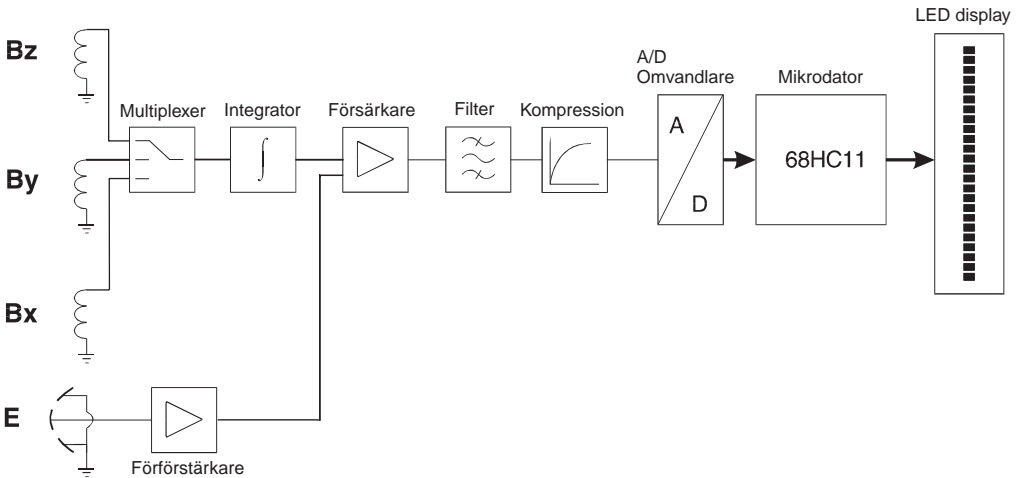 LED display
Bz
A/D
Omvandlare
Mikrodator
Multiplexer
Integrator
Försärkare
Filter
Kompression
A
D
68HC11
By
Bx
E
Förförstärkare